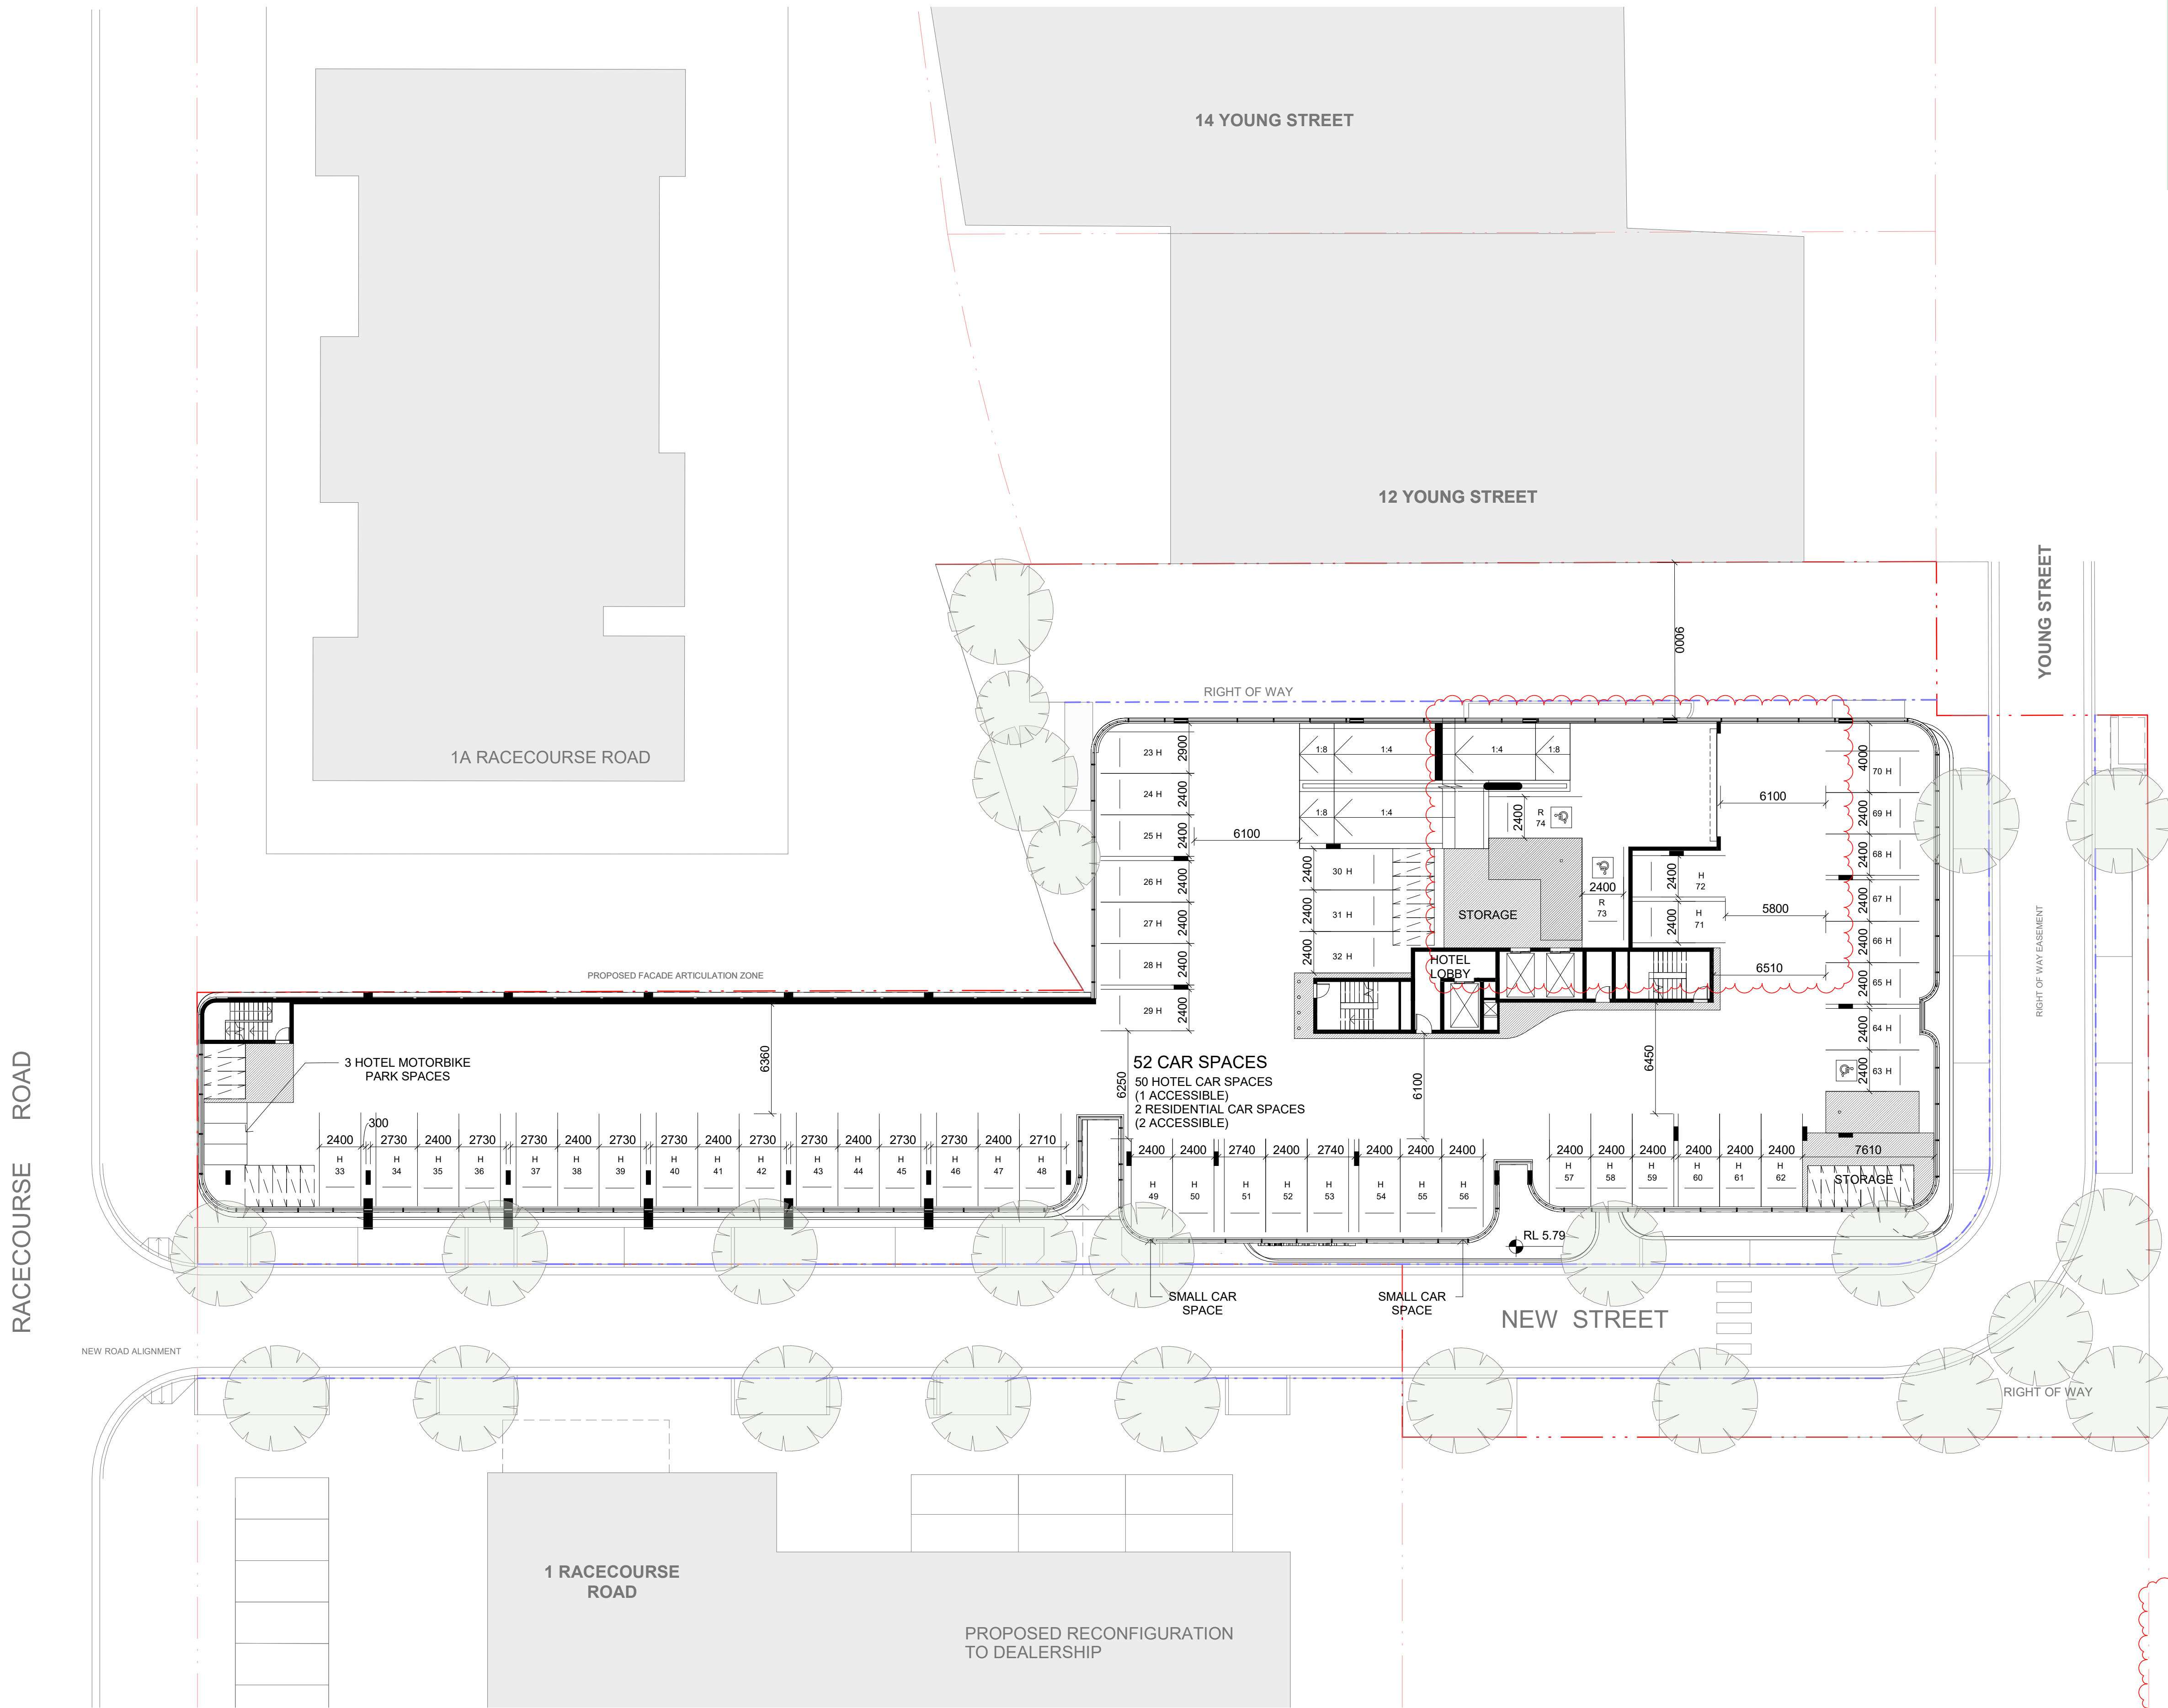 14 YOUNG STREET
12 YOUNG STREET
YOUNG STREET
1A RACECOURSE ROAD
RIGHT OF WAY
9000
23 H
2900
24 H
2400
25 H
2400
26 H
2400
27 H
2400
28 H
2400
29 H
2400
6100
1:8
1:4
1:4
1:8
1:8
1:4
2400
R
74
2400
30 H
2400
31 H
2400
32 H
STORAGE
2400
R
73
2400
H
72
2400
H
71
6100
5800
6510
4000
70 H
2400
69 H
2400
68 H
2400
67 H
2400
66 H
2400
65 H
2400
64 H
2400
63 H
RIGHT OF WAY EASEMENT
HOTEL
LOBBY
PROPOSED FACADE ARTICULATION ZONE
3 HOTEL MOTORBIKE
PARK SPACES
6360
6250
52 CAR SPACES
50 HOTEL CAR SPACES
(1 ACCESSIBLE)
2 RESIDENTIAL CAR SPACES
(2 ACCESSIBLE)
6100
6450
300
2400 2730 2400 2730 2730 2400 2730 2730 2400 2730 2730 2400 2730 2730 2400 2710
H H H H H H H H H H H H H H H H
33 34 35 36 37 38 39 40 41 42 43 44 45 46 47 48
2400 2400 2740 2400 2740 2400 2400 2400
H H H H H H H H
49 50 51 52 53 54 55 56
2400 2400 2400 2400 2400 2400 7610
H H H H H H
57 58 59 60 61 62
STORAGE
RL 5.79
SMALL CAR
SPACE
SMALL CAR
SPACE
NEW STREET
RACECOURSE ROAD
NEW ROAD ALIGNMENT
RIGHT OF WAY
1 RACECOURSE
ROAD
PROPOSED RECONFIGURATION
TO DEALERSHIP